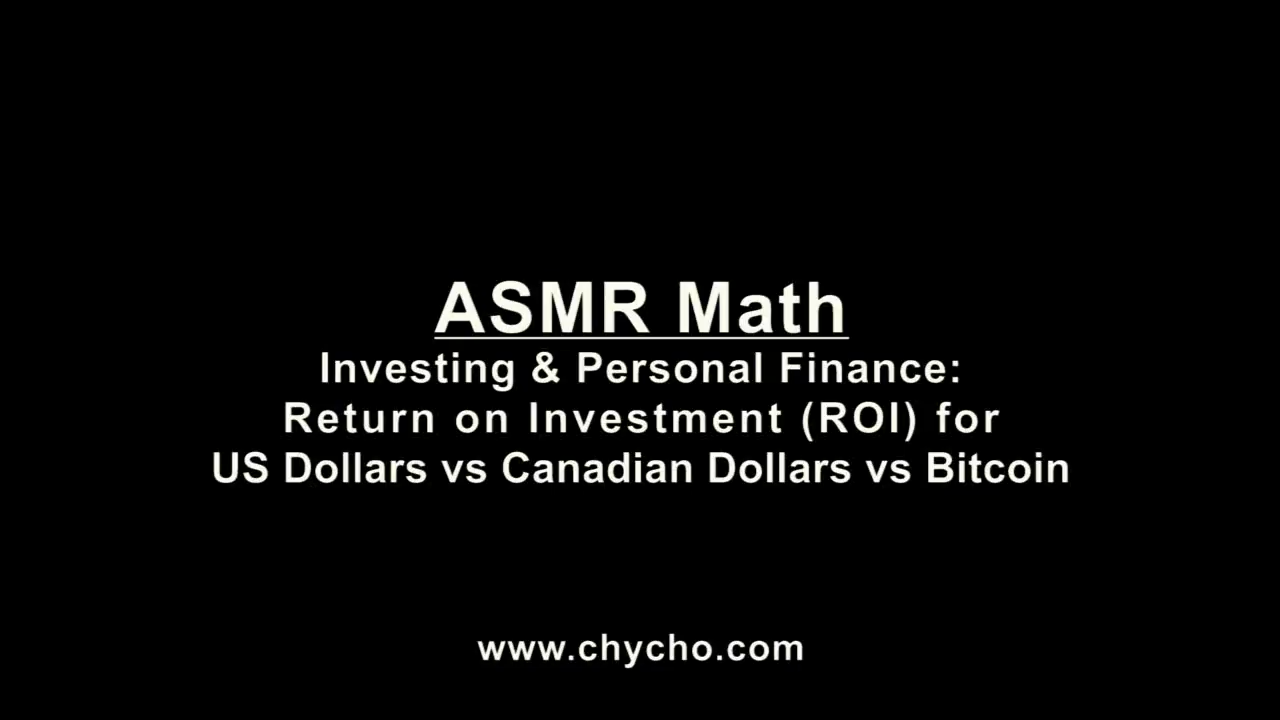 ASMR Math
Investing & Personal Finance:
Return on Investment (ROI) for
US Dollars vs Canadian Dollars vs Bitcoin
www.chycho.com